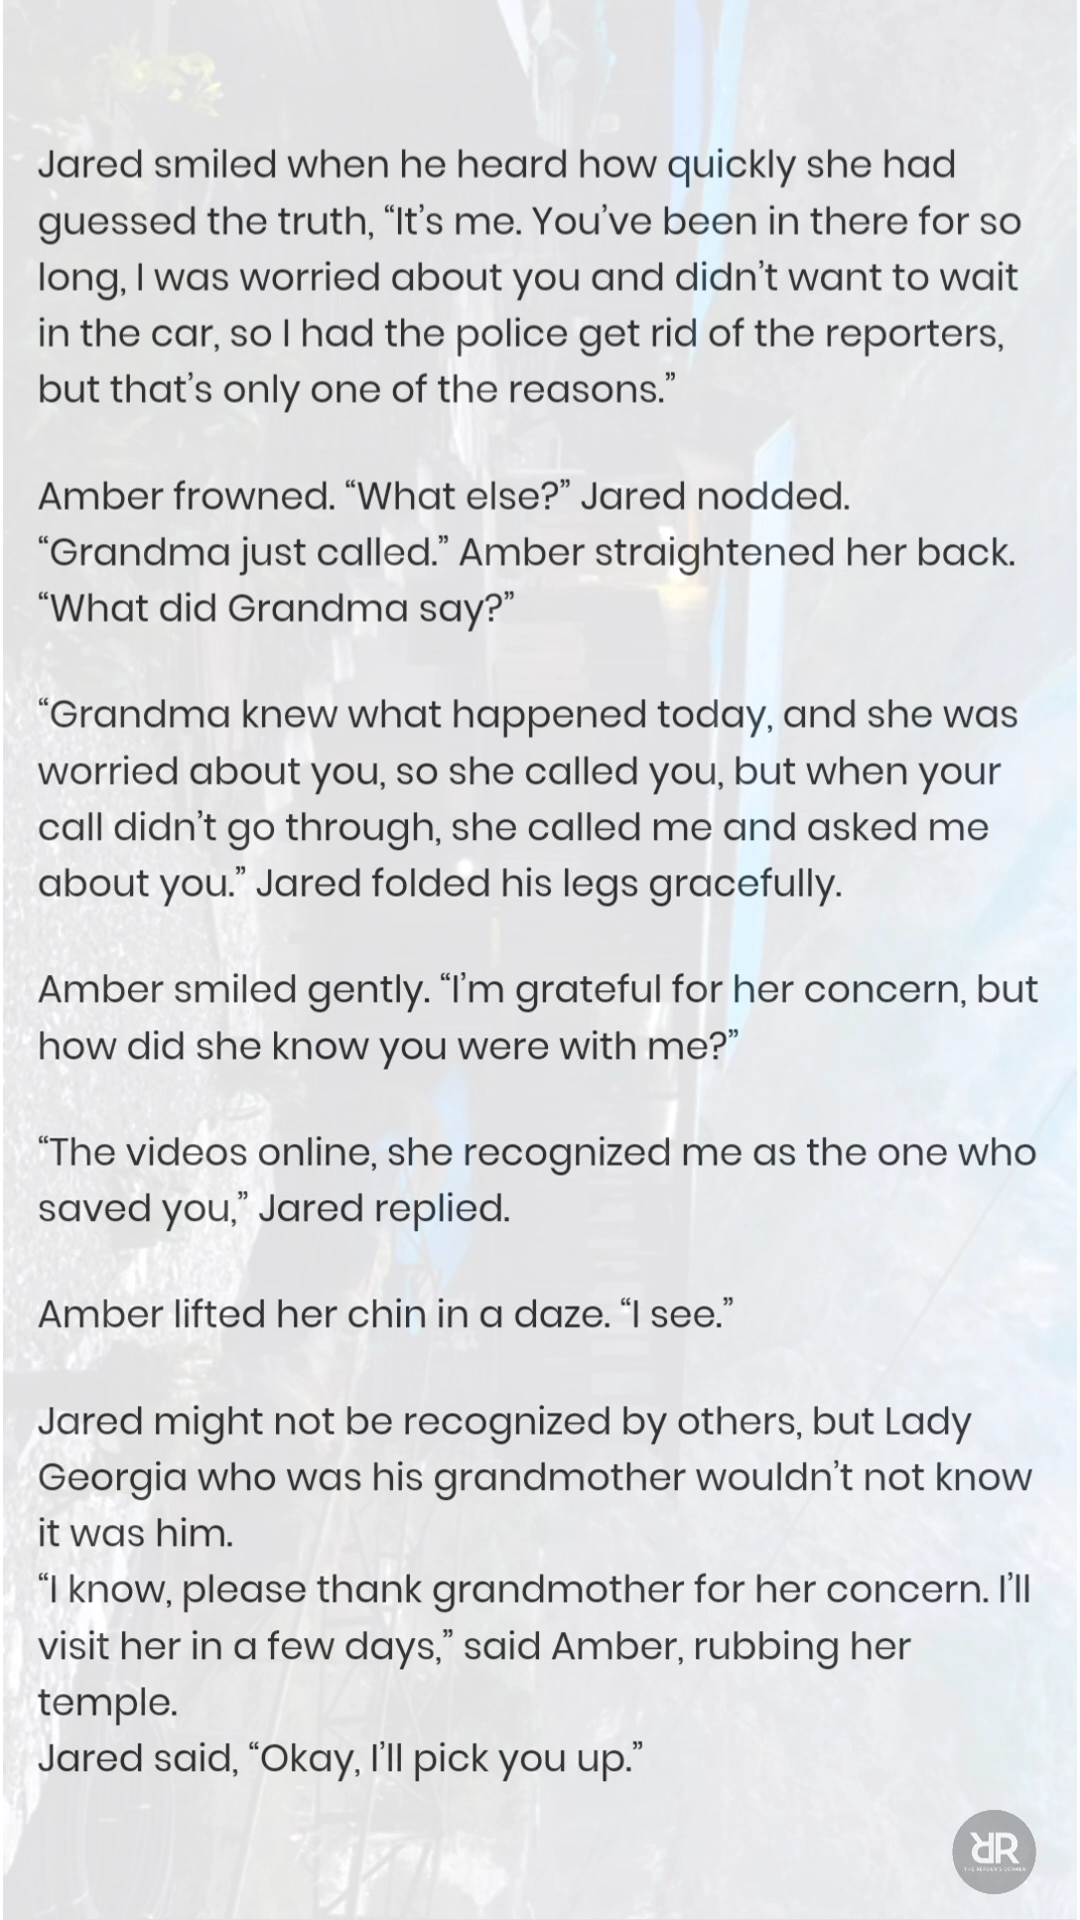 Jared smiled when he heard how quickly she had
guessed the truth, “It’s me. You’ve been in there for so
long, I was worried about you and didn’t want to wait
in the car, so I had the police get rid of the reporters,
but that’s only one of the reasons.”
Amber frowned. “What else?” Jared nodded.
“Grandma just called.” Amber straightened her back.
“What did Grandma say?”
“Grandma knew what happened today, and she was
worried about you, so she called you, but when your
call didn’t go through, she called me and asked me
about you.” Jared folded his legs gracefully.
Amber smiled gently. “I’m grateful for her concern, but
how did she know you were with me?”
“The videos online, she recognized me as the one who
saved you,” Jared replied.
Amber lifted her chin in a daze. “I see.”
Jared might not be recognized by others, but Lady
Georgia who was his grandmother wouldn’t not know
it was him.
“I know, please thank grandmother for her concern. I’ll
visit her in a few days,” said Amber, rubbing her
temple.
Jared said, “Okay, I’ll pick you up.”
RR
THE READER'S CORNER